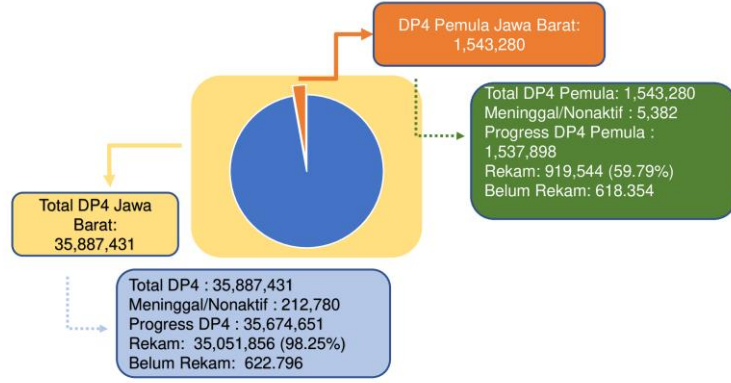 DP4 Pemula Jawa Barat:
1,543,280
Total DP4 Pemula: 1,543,280
Meninggal/Nonaktif : 5,382
Progress DP4 Pemula :
1,537,898
Rekam: 919,544 (59.79%)
Belum Rekam: 618.354
Total DP4 Jawa
Barat:
35,887,431
Total DP4 : 35,887,431
Meninggal/Nonaktif : 212,780
Progress DP4 : 35,674,651
Rekam: 35,051,856 (98.25%)
Belum Rekam: 622.796